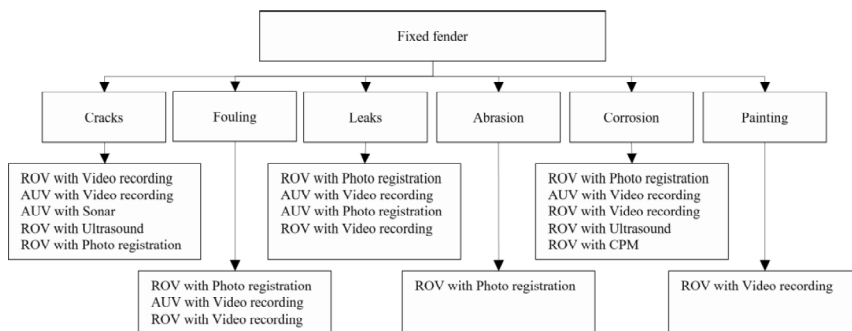 Fixed fender
Cracks
Fouling
Leaks
Abrasion
Corrosion
Painting
ROV with Video recording
AUV with Video recording
AUV with Sonar
ROV with Ultrasound
ROV with Photo registration
ROV with Photo registration
AUV with Video recording
AUV with Photo registration
ROV with Video recording
ROV with Photo registration
AUV with Video recording
ROV with Video recording
ROV with Ultrasound
ROV with CPM
ROV with Photo registration
AUV with Video recording
ROV with Video recording
ROV with Photo registration
ROV with Video recording